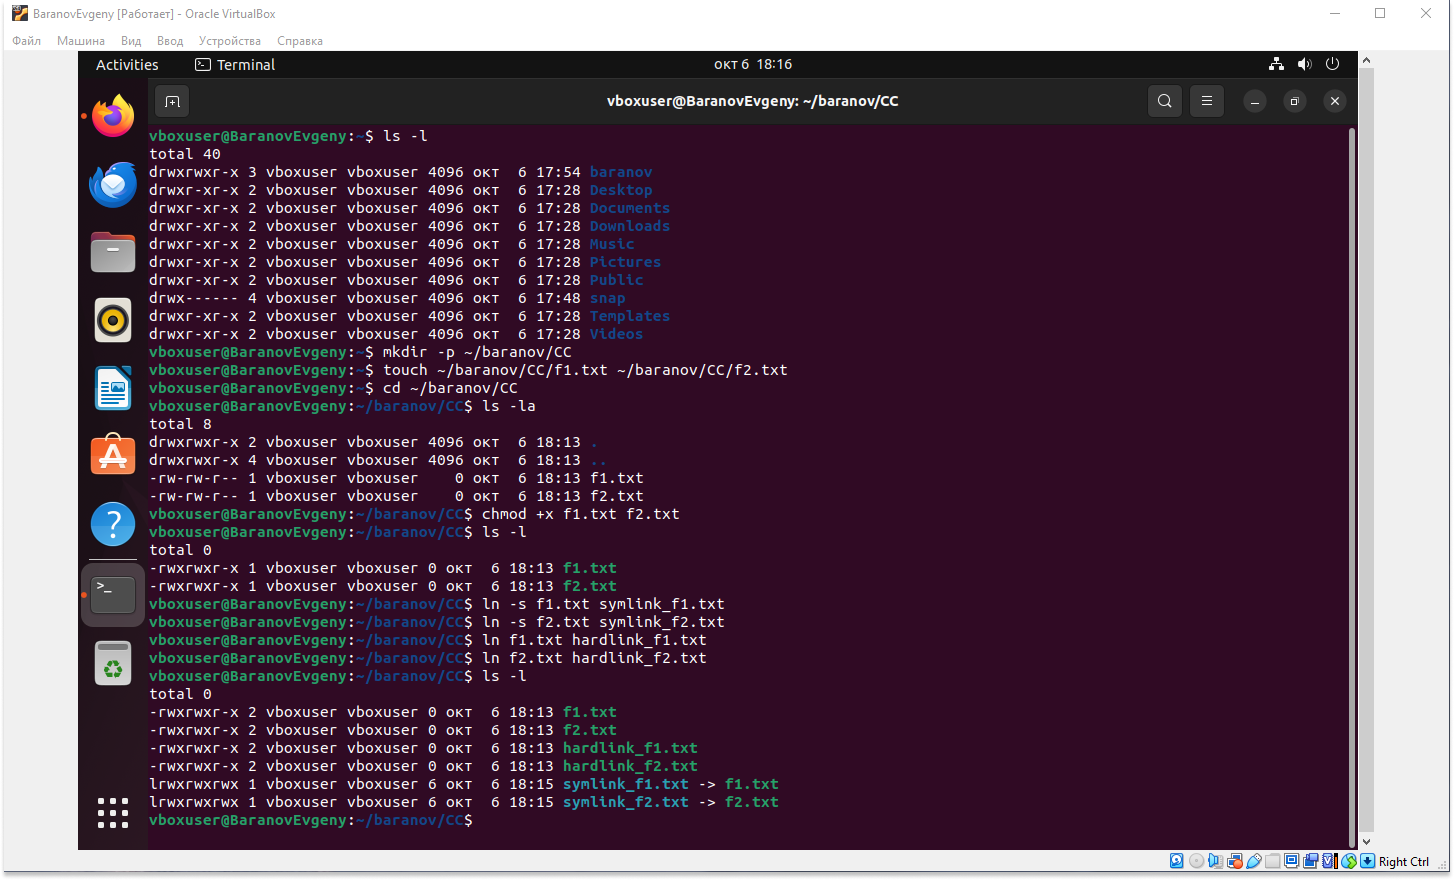 BaranovEvgeny [Работает] - Oracle VirtualBox
Файл Машина Вид Ввод Устройства Справка
Activities Terminal окт 6 18:16
vboxuser@BaranovEvgeny: ~/baranov/CC
vboxuser@BaranovEvgeny:~$ ls -l
total 40
drwxrwxr-x 3 vboxuser vboxuser 4096 окт  6 17:54 baranov
drwxr-xr-x 2 vboxuser vboxuser 4096 окт  6 17:28 Desktop
drwxr-xr-x 2 vboxuser vboxuser 4096 окт  6 17:28 Documents
drwxr-xr-x 2 vboxuser vboxuser 4096 окт  6 17:28 Downloads
drwxr-xr-x 2 vboxuser vboxuser 4096 окт  6 17:28 Music
drwxr-xr-x 2 vboxuser vboxuser 4096 окт  6 17:28 Pictures
drwxr-xr-x 2 vboxuser vboxuser 4096 окт  6 17:28 Public
drwx------ 4 vboxuser vboxuser 4096 окт  6 17:48 snap
drwxr-xr-x 2 vboxuser vboxuser 4096 окт  6 17:28 Templates
drwxr-xr-x 2 vboxuser vboxuser 4096 окт  6 17:28 Videos
vboxuser@BaranovEvgeny:~$ mkdir -p ~/baranov/CC
vboxuser@BaranovEvgeny:~$ touch ~/baranov/CC/f1.txt ~/baranov/CC/f2.txt
vboxuser@BaranovEvgeny:~$ cd ~/baranov/CC
vboxuser@BaranovEvgeny:~/baranov/CC$ ls -la
total 8
drwxrwxr-x 2 vboxuser vboxuser 4096 окт  6 18:13 .
drwxrwxr-x 4 vboxuser vboxuser 4096 окт  6 18:13 ..
-rw-rw-r-- 1 vboxuser vboxuser    0 окт  6 18:13 f1.txt
-rw-rw-r-- 1 vboxuser vboxuser    0 окт  6 18:13 f2.txt
vboxuser@BaranovEvgeny:~/baranov/CC$ chmod +x f1.txt f2.txt
vboxuser@BaranovEvgeny:~/baranov/CC$ ls -l
total 0
-rwxrwxr-x 1 vboxuser vboxuser 0 окт  6 18:13 f1.txt
-rwxrwxr-x 1 vboxuser vboxuser 0 окт  6 18:13 f2.txt
vboxuser@BaranovEvgeny:~/baranov/CC$ ln -s f1.txt symlink_f1.txt
vboxuser@BaranovEvgeny:~/baranov/CC$ ln -s f2.txt symlink_f2.txt
vboxuser@BaranovEvgeny:~/baranov/CC$ ln f1.txt hardlink_f1.txt
vboxuser@BaranovEvgeny:~/baranov/CC$ ln f2.txt hardlink_f2.txt
vboxuser@BaranovEvgeny:~/baranov/CC$ ls -l
total 0
-rwxrwxr-x 2 vboxuser vboxuser 0 окт  6 18:13 f1.txt
-rwxrwxr-x 2 vboxuser vboxuser 0 окт  6 18:13 f2.txt
-rwxrwxr-x 2 vboxuser vboxuser 0 окт  6 18:13 hardlink_f1.txt
-rwxrwxr-x 2 vboxuser vboxuser 0 окт  6 18:13 hardlink_f2.txt
lrwxrwxrwx 1 vboxuser vboxuser 6 окт  6 18:15 symlink_f1.txt -> f1.txt
lrwxrwxrwx 1 vboxuser vboxuser 6 окт  6 18:15 symlink_f2.txt -> f2.txt
vboxuser@BaranovEvgeny:~/baranov/CC$
Right Ctrl